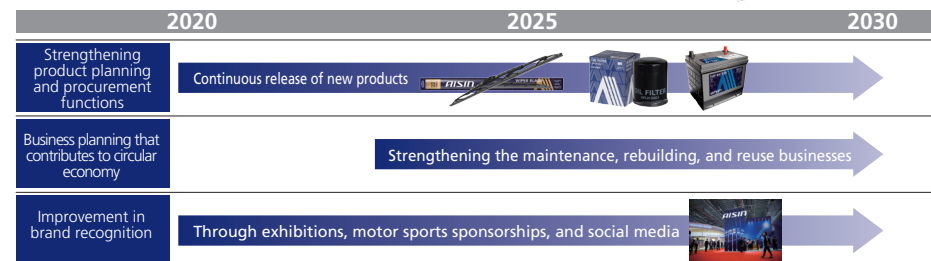 2020 2025 2030
Strengthening
product planning
and procurement
functions
Continuous release of new products
AISIN
OIL FILTER
Business planning that
contributes to circular
economy
Strengthening the maintenance, rebuilding, and reuse businesses
Improvement in
brand recognition
Through exhibitions, motor sports sponsorships, and social media
AISIN